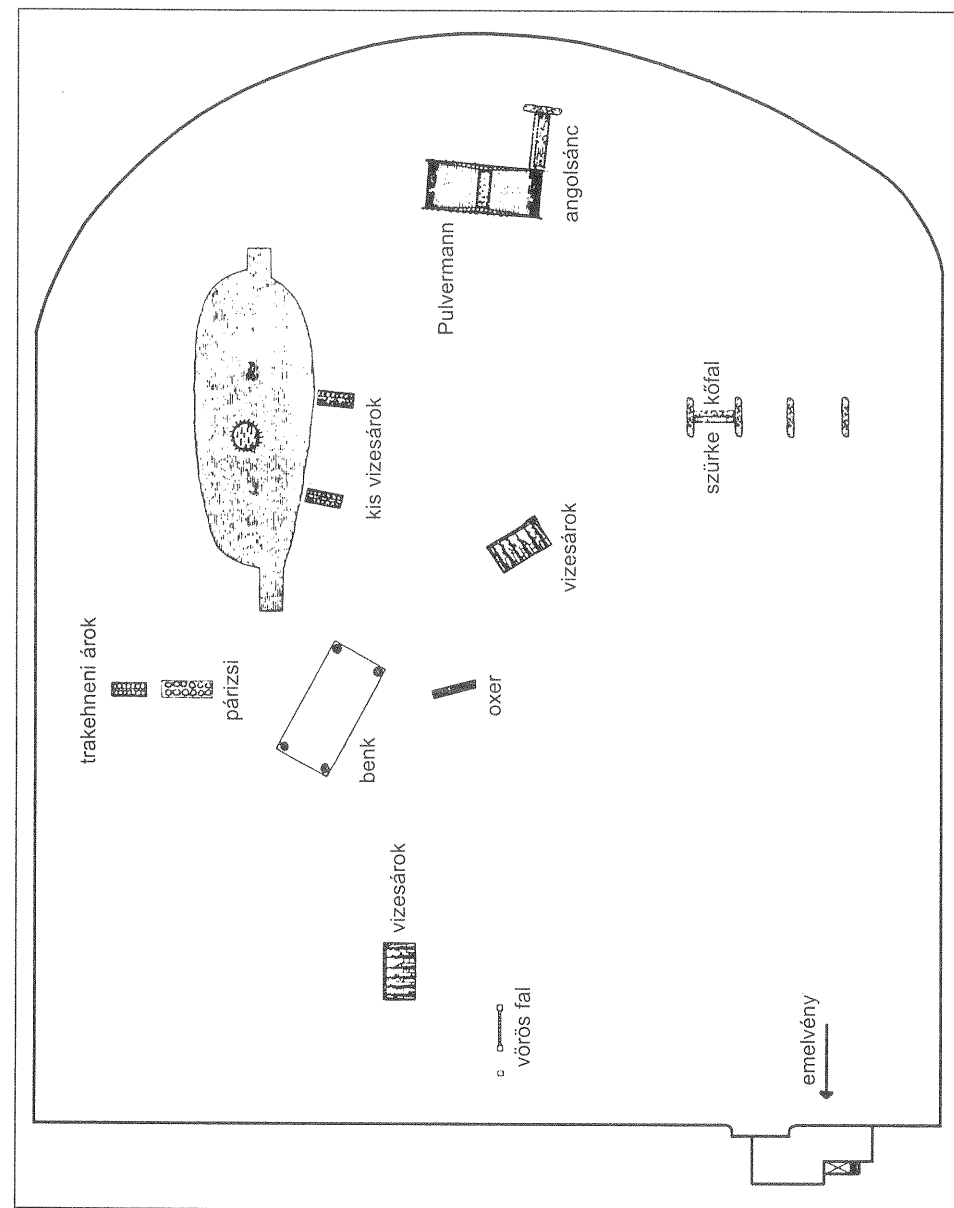 trakehneni árok
párizsi
kis vizesárok
Pulvermann
angolsánc
benk
oxer
vizesárok
szürke kőfal
vizesárok
vörös fal
emelvény